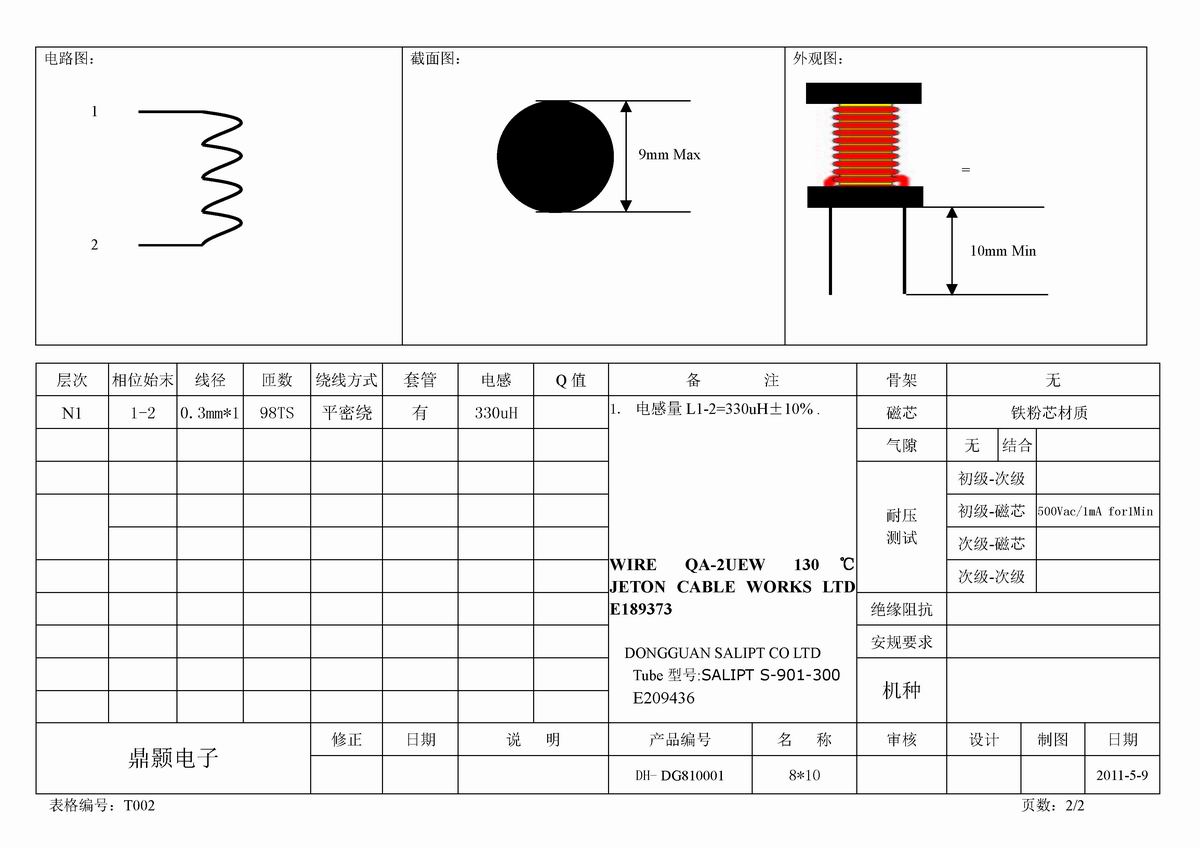 电路图:
截面图:
外观图:
1
2
9mm Max
=
10mm Min
层次 相位始末 线径 匝数 绕线方式 套管 电感 Q 值 备 注 骨架 无
N1 1-2 0.3mm*1 98TS 平密绕 有 330uH 1. 电感量 L1-2=330uH±10% . 磁芯 铁粉芯材质
气隙 无 结合
初级-次级
耐压
测试
初级-磁芯 500Vac/1mA for1Min
次级-磁芯
次级-次级
WIRE QA-2UEW 130 ℃
JETON CABLE WORKS LTD
E189373
绝缘阻抗
安规要求
DONGGUAN SALIPT CO LTD
Tube 型号:SALIPT S-901-300
E209436
机种
鼎颢电子
修正 日期 说 明 产品编号 名 称 审核 设计 制图 日期
DH- DG810001 8*10 2011-5-9
表格编号: T002 页数: 2/2